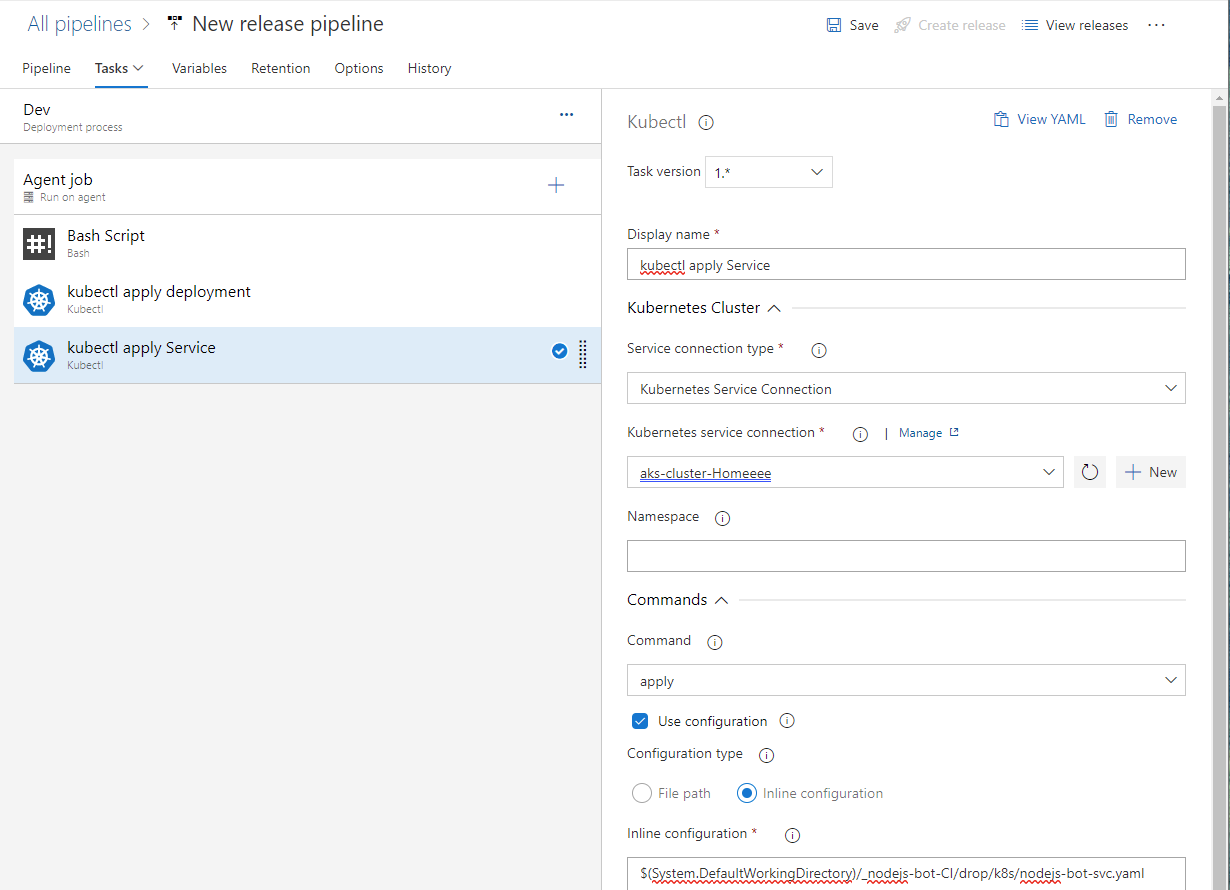 All pipelines > New release pipeline
Save Create release View releases ...
Pipeline Tasks Variables Retention Options History
Dev
Deployment process
...
Agent job
Run on agent
+
#!
Bash Script
Bash
kubectl apply deployment
Kubectl
kubectl apply Service
Kubectl
Kubectl
View YAML Remove
Task version 1.*
Display name *
kubectl apply Service
Kubernetes Cluster
Service connection type *
Kubernetes Service Connection
Kubernetes service connection * | Manage
aks-cluster-Homeeee
+ New
Namespace
Commands
Command
apply
Use configuration
Configuration type
File path Inline configuration
Inline configuration *
$(System.DefaultWorkingDirectory)/_nodejs-bot-CI/drop/k8s/nodejs-bot-svc.yaml